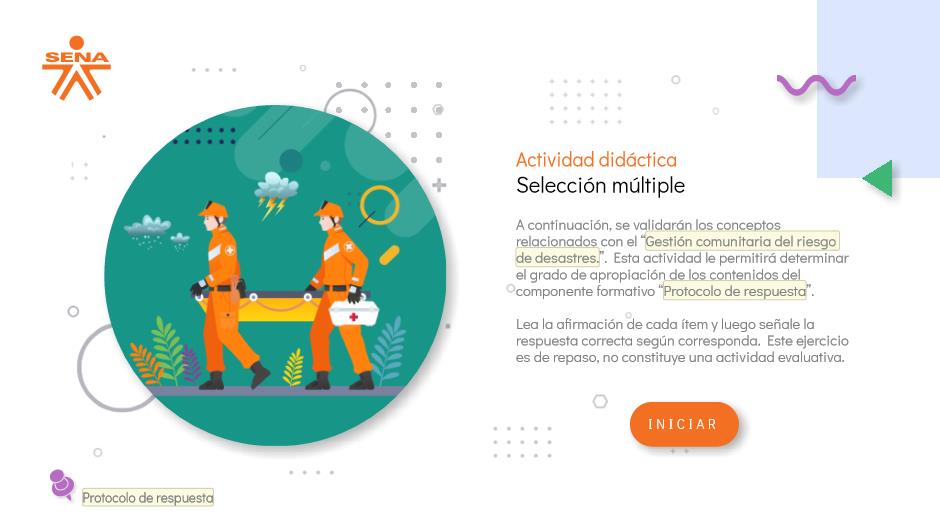 SENA
Actividad didáctica
Selección múltiple
A continuación, se validarán los conceptos
relacionados con el “Gestión comunitaria del riesgo
de desastres.”. Esta actividad le permitirá determinar
el grado de apropiación de los contenidos del
componente formativo “Protocolo de respuesta”.
Lea la afirmación de cada ítem y luego señale la
respuesta correcta según corresponda. Este ejercicio
es de repaso, no constituye una actividad evaluativa.
INICIAR
Protocolo de respuesta